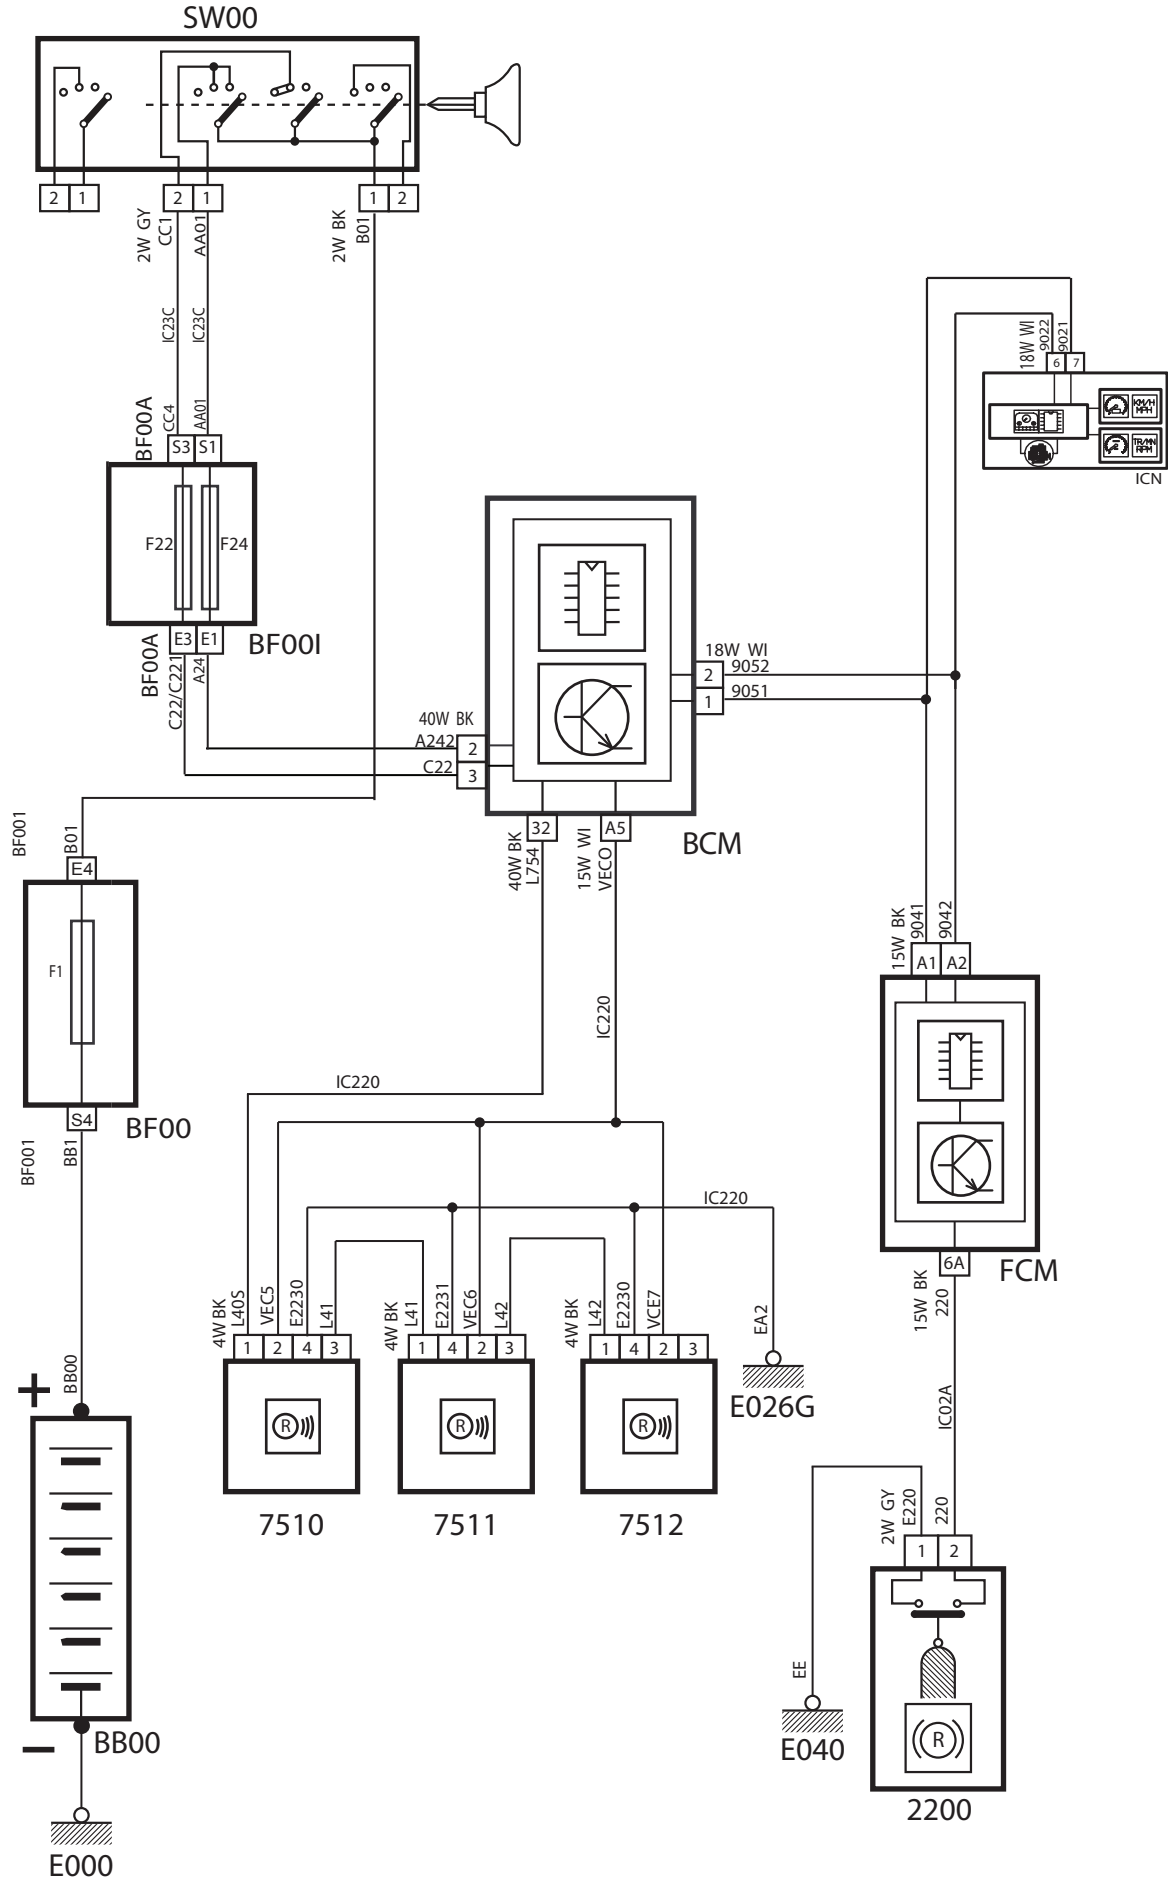 SW00
2 1
2 1
1 2
2W GY
CC1
AA01
2W BK
B01
IC23C
IC23C
18W WI
9022
9021
6 7
KM/H
MPH
TR/MN
RPM
ICN
BF00A
CC4
AA01
S3 S1
F22
F24
E3 E1
BF00I
BF00A
C22/C221
A24
18W WI
9052
2
9051
1
40W BK
A242
2
C22
3
32
A5
BCM
40W BK
L754
15W WI
VECO
BF001
B01
E4
F1
S4
BF00
BF001
BB1
15W BK
9041
9042
A1 A2
IC220
IC220
IC220
6A
FCM
15W BK
220
4W BK
L40S
VEC5
E2230
L41
4W BK
L41
E2231
VEC6
L42
4W BK
L42
E2230
VCE7
EA2
1 2 4 3
1 4 2 3
1 4 2 3
R
R
R
E026G
7510
7511
7512
BB00
+
−
BB00
E000
IC02A
2W GY
E220
220
1 2
EE
E040
R
2200